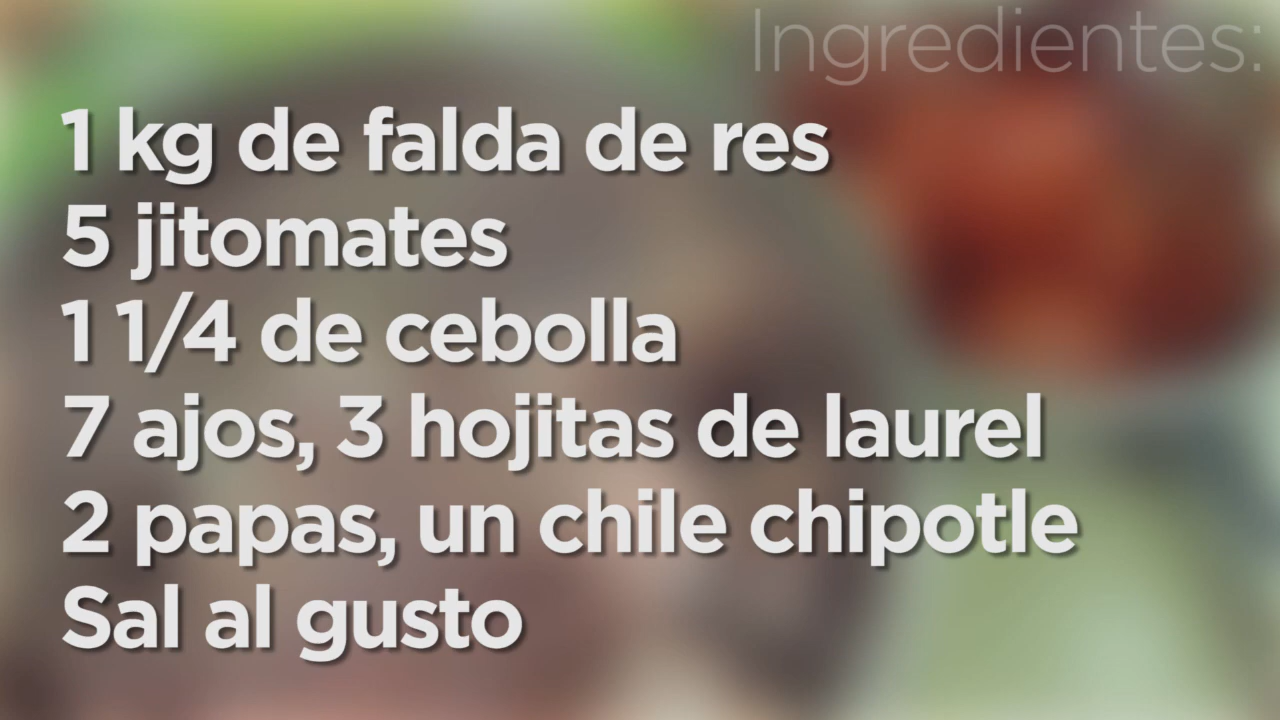 Ingredientes:
1 kg de falda de res
5 jitomates
1 1/4 de cebolla
7 ajos, 3 hojitas de laurel
2 papas, un chile chipotle
Sal al gusto